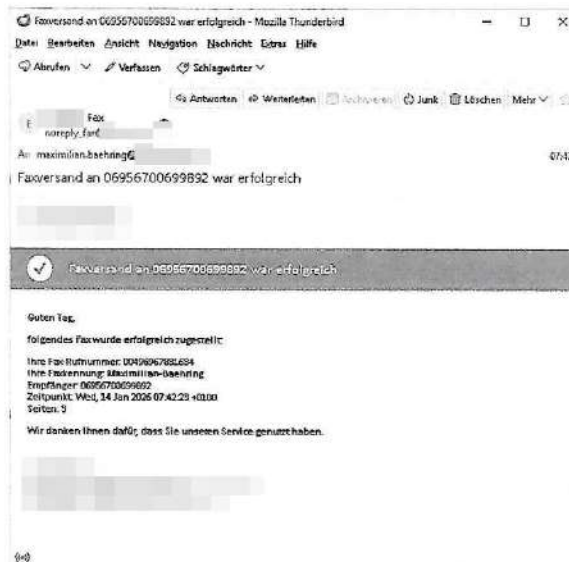 Faxversand an 06956700699892 war erfolgreich - Mozilla Thunderbird
Datei Bearbeiten Ansicht Navigation Nachricht Extras Hilfe
Abrufen Verfassen Schlagwörter
Antworten Weiterleiten Archivieren Junk Löschen Mehr
Fax
An maximilian.baehring@
Faxversand an 06956700699892 war erfolgreich
Faxversand an 06956700699892 war erfolgreich
Guten Tag,
folgendes Fax wurde erfolgreich zugestellt:
Ihre Fax-Rufnummer:
Ihre Faxkennung: Maximilian-Baehring
Empfänger: 06956700699892
Zeitpunkt: Wed, 14 Jan 2026 07:42:29 +0100
Seiten: 9
Wir danken Ihnen dafür, dass Sie unseren Service genutzt haben.